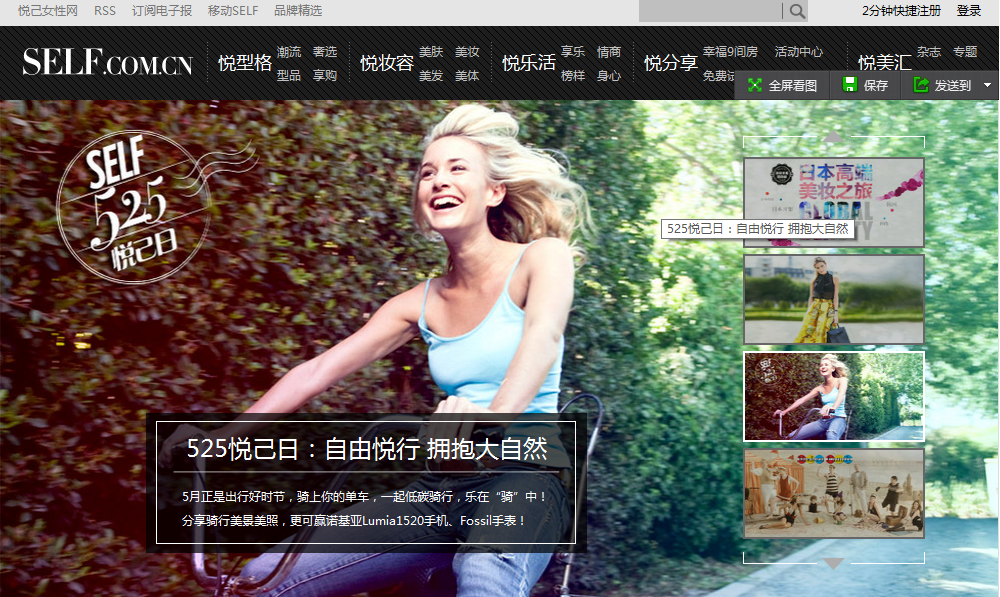 悦己女性网 RSS 订阅电子报 移动SELF 品牌精选
2分钟快捷注册 登录
SELF.COM.CN
悦型格 潮流 奢选
型品 享购
悦妆容 美肤 美妆
美发 美体
悦乐活 享乐 情商
榜样 身心
悦分享 幸福9间房 活动中心
免费试
悦美汇 杂志 专题
全屏看图 保存 发送到
SELF
525
悦己日
日本高端
美妆之旅
GLOBAL
525悦己日：自由悦行 拥抱大自然
525悦己日：自由悦行 拥抱大自然
5月正是出行好时节，骑上你的单车，一起低碳骑行，乐在“骑”中！
分享骑行美景美照，更可赢诺基亚Lumia1520手机、Fossil手表！